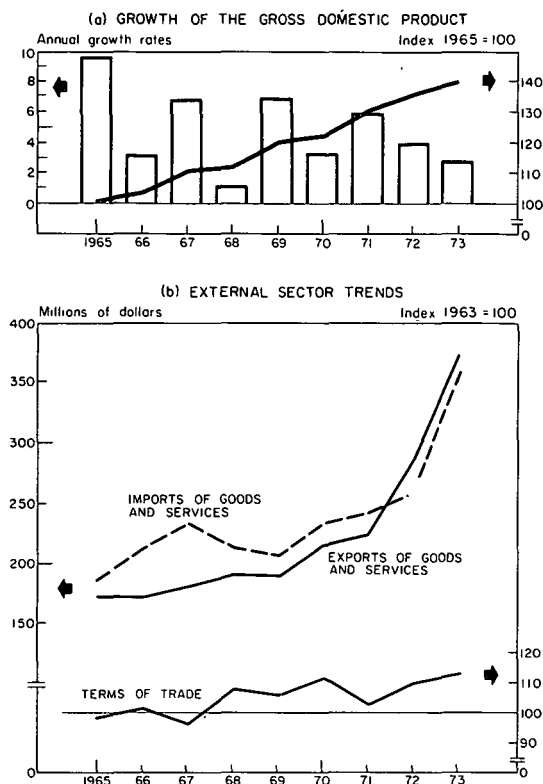 (a) GROWTH OF THE GROSS DOMESTIC PRODUCT
Annual growth rates
Index 1965=100
10
8
6
4
2
0
140
130
120
110
100
0
1965 66 67 68 69 70 71 72 73
(b) EXTERNAL SECTOR TRENDS
Millions of dollars
Index 1963=100
400
350
300
250
200
150
0
IMPORTS OF GOODS
AND SERVICES
EXPORTS OF GOODS
AND SERVICES
TERMS OF TRADE
120
110
100
90
0
1965 66 67 68 69 70 71 72 73